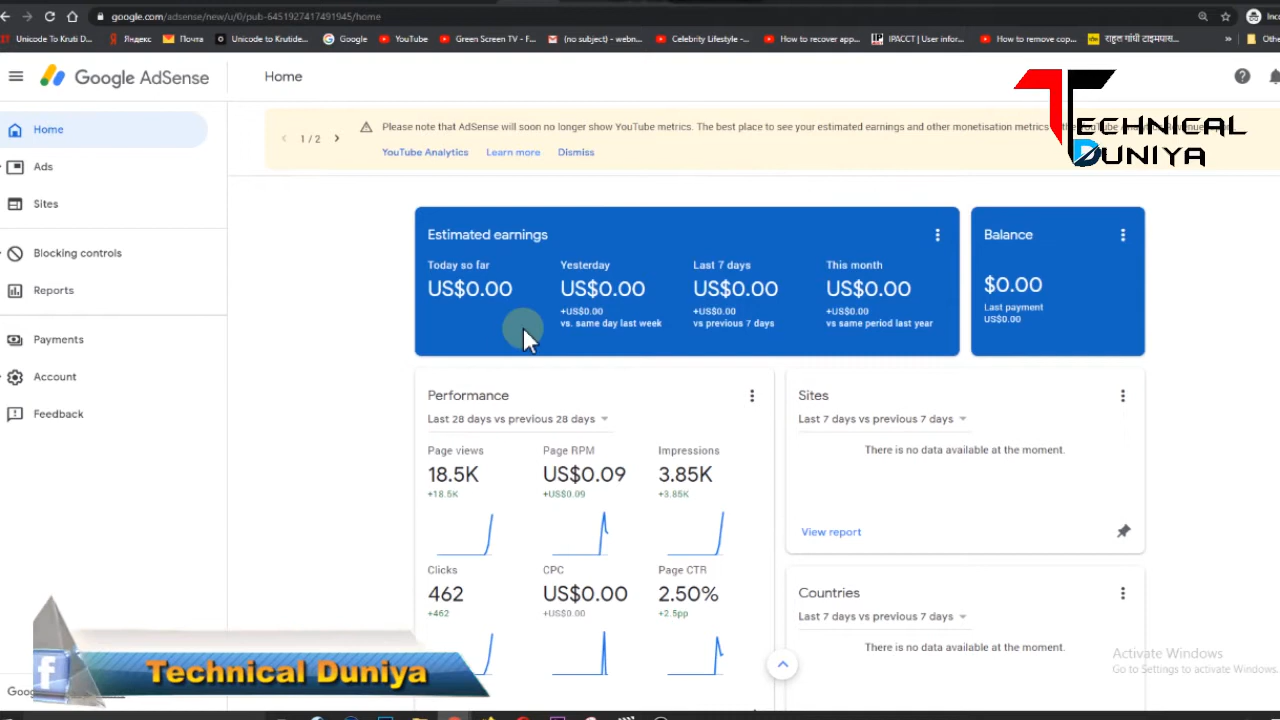 google.com/adsense/new/u/0/pub-6451927417491945/home
Inco
Unicode To Kruti D...
Яндекс
Почта
Unicode to Krutide...
Google
YouTube
Green Screen TV - F...
(no subject) - webn...
Celebrity Lifestyle -...
How to recover app...
IPACCT | User infor...
How to remove cop...
राहुल गांधी टाइमपास...
»
Othe
Google AdSense
Home
TECHNICAL
DUNIYA
Home
Ads
Sites
Blocking controls
Reports
Payments
Account
Feedback
1 / 2
Please note that AdSense will soon no longer show YouTube metrics. The best place to see your estimated earnings and other monetisation metrics
YouTube Analytics Learn more Dismiss
Estimated earnings
Today so far
US$0.00
Yesterday
US$0.00
+US$0.00
vs. same day last week
Last 7 days
US$0.00
+US$0.00
vs previous 7 days
This month
US$0.00
+US$0.00
vs same period last year
Balance
$0.00
Last payment
US$0.00
Performance
Last 28 days vs previous 28 days
Page views
18.5K
+18.5K
Page RPM
US$0.09
+US$0.09
Impressions
3.85K
+3.85K
Clicks
462
+462
CPC
US$0.00
+US$0.00
Page CTR
2.50%
+2.5pp
Sites
Last 7 days vs previous 7 days
There is no data available at the moment.
View report
Countries
Last 7 days vs previous 7 days
There is no data available at the moment.
Activate Windows
Go to Settings to activate Windows.
f
Technical Duniya
Goo